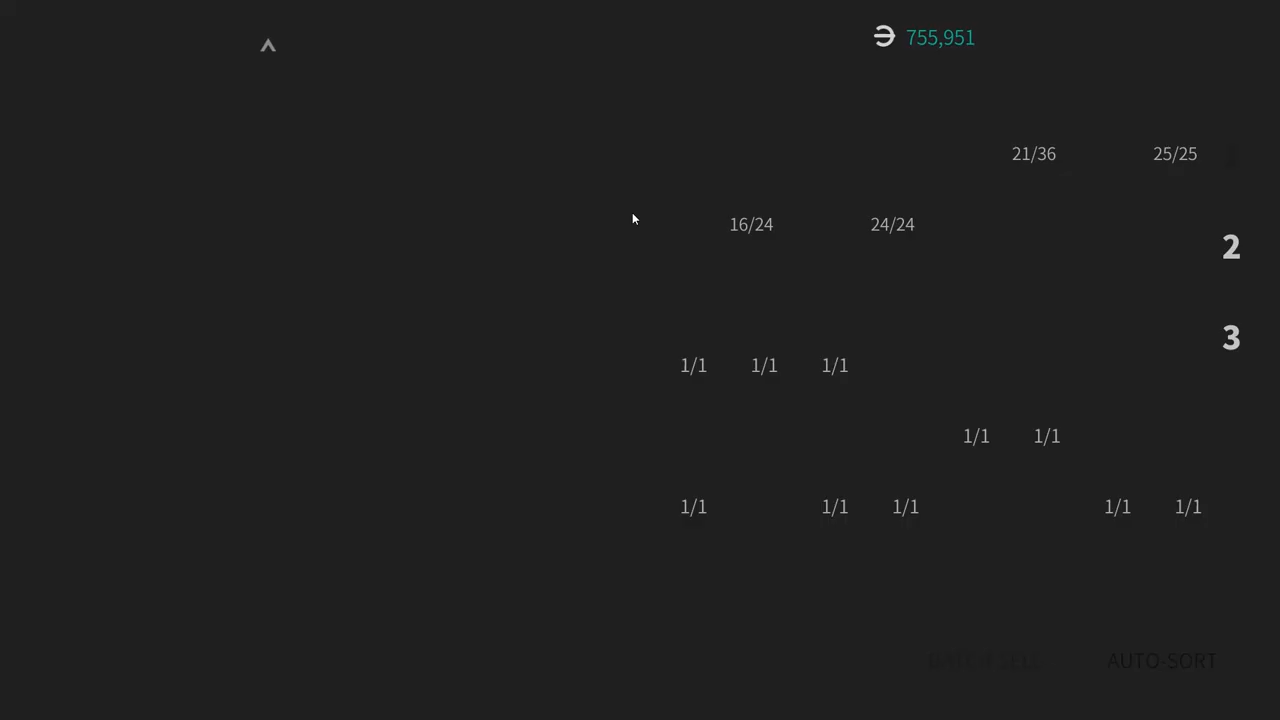 755,951
21/36 25/25
16/24 24/24
2
3
1/1 1/1 1/1
1/1 1/1
1/1 1/1 1/1 1/1 1/1
AUTO-SORT